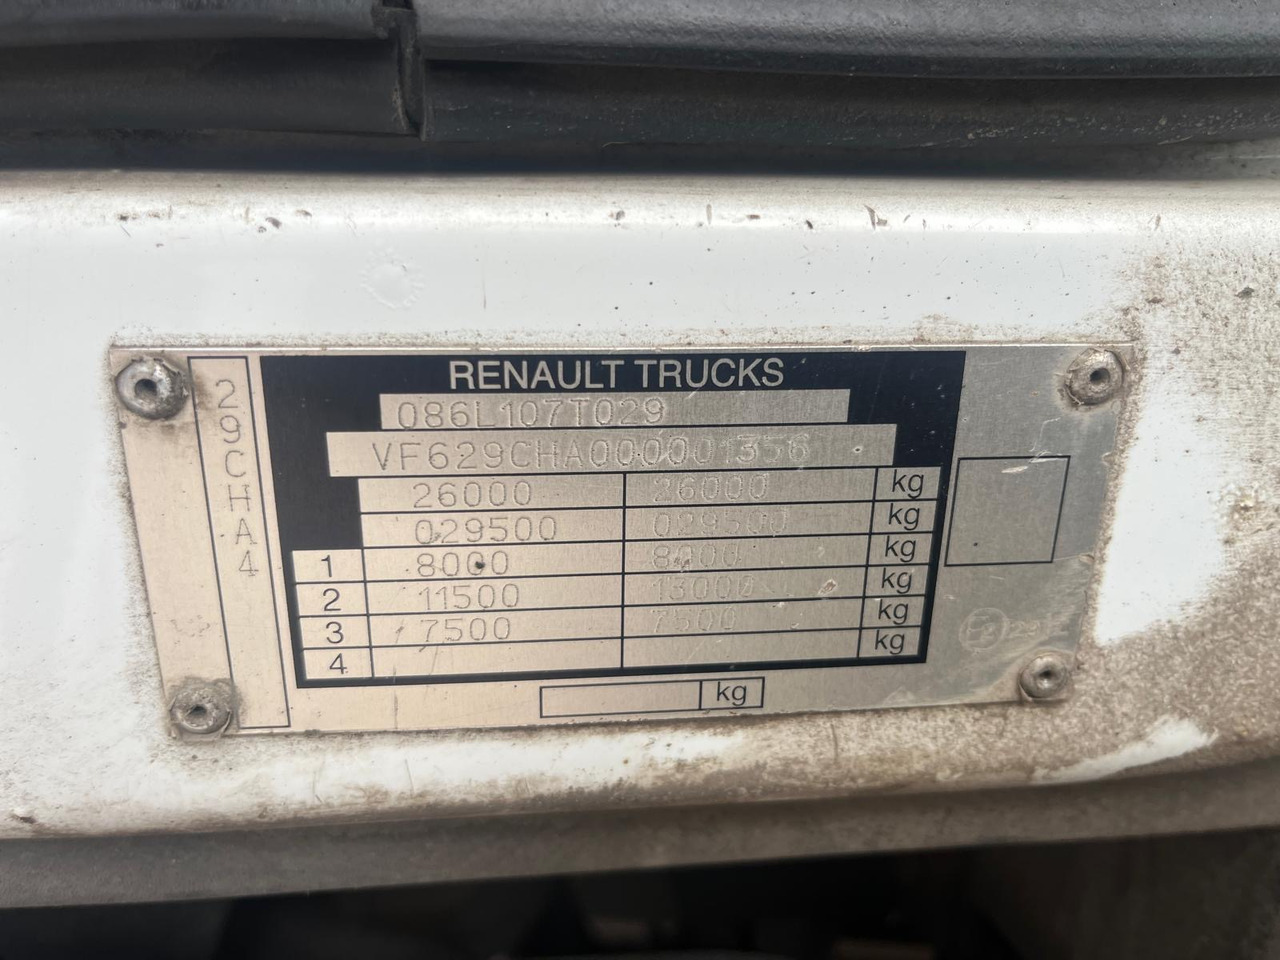 29CHA4
RENAULT TRUCKS
086L107T029
VF629CHA000001356
26000 26000 kg
029500 029500 kg
1 8000 8000 kg
2 11500 13000 kg
3 7500 7500 kg
4 kg
kg